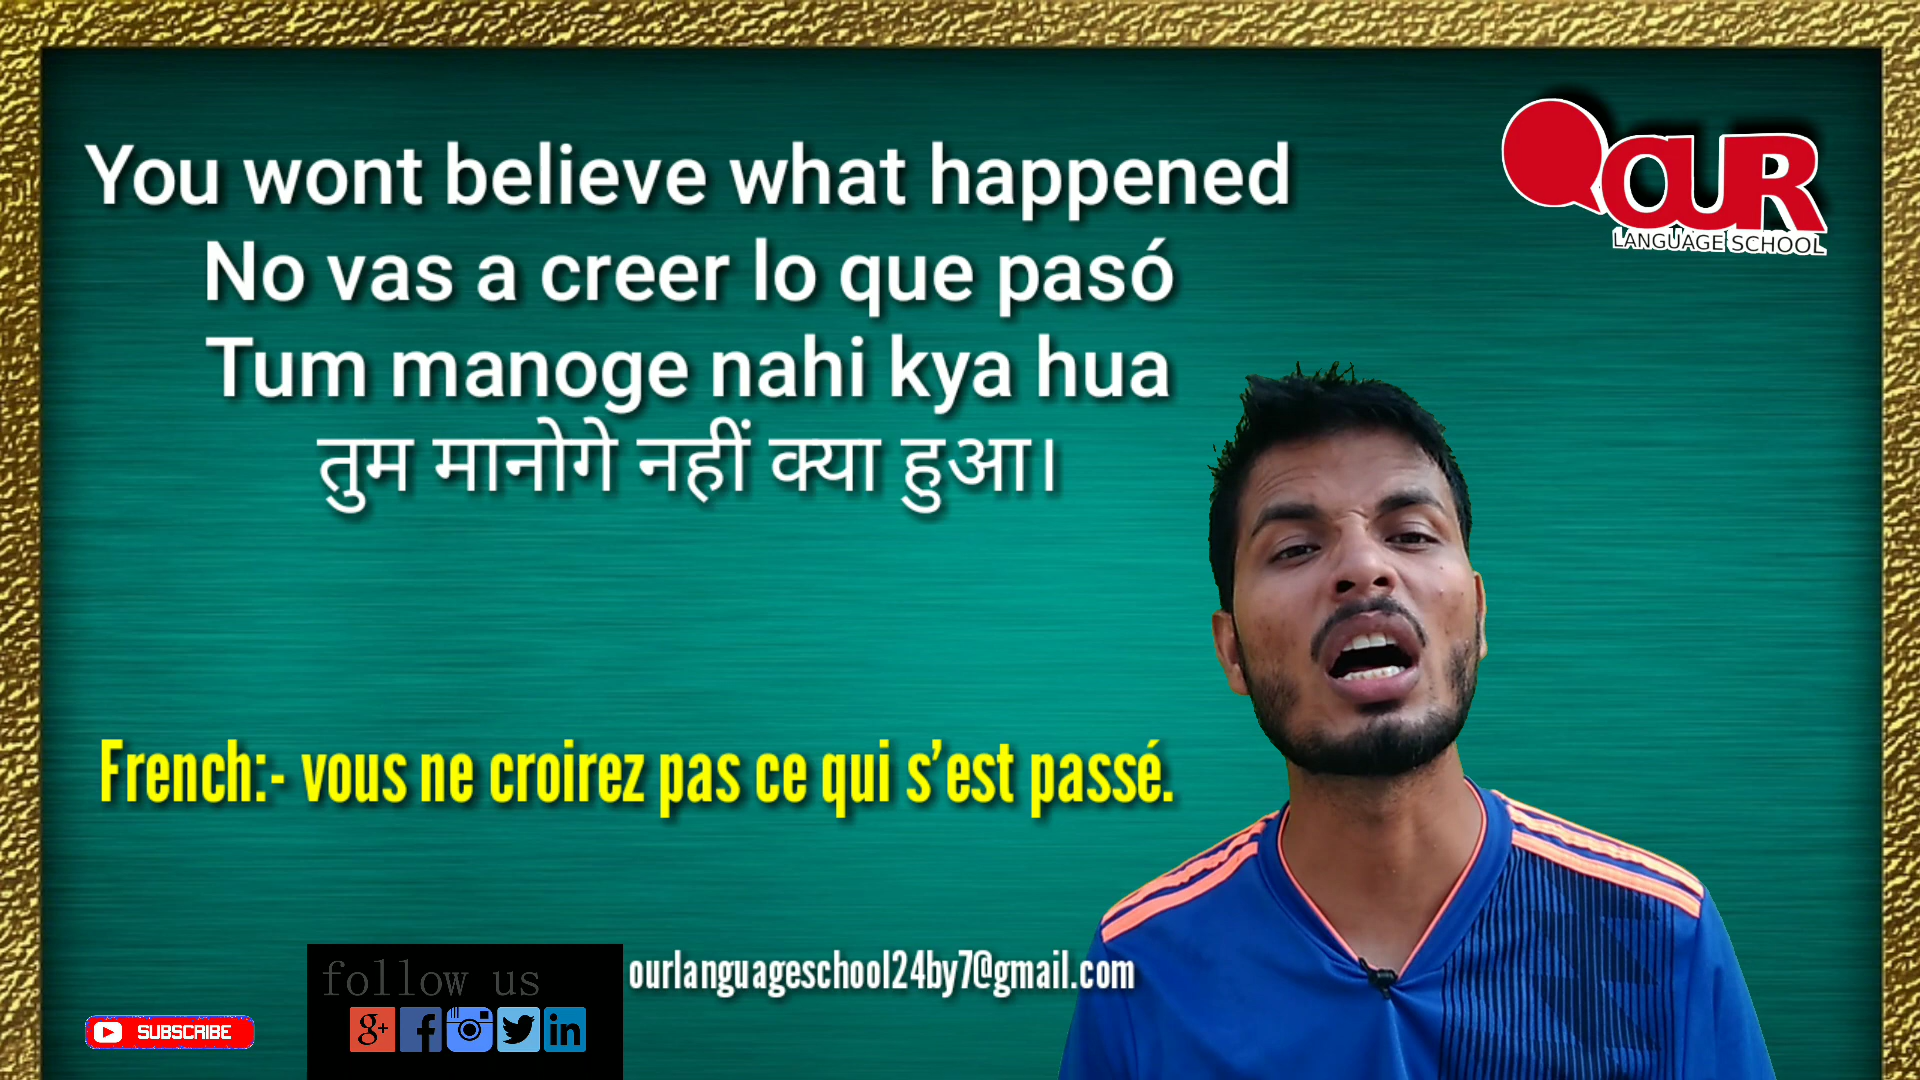 You wont believe what happened
No vas a creer lo que pasó
Tum manoge nahi kya hua
तुम मानोगे नहीं क्या हुआ।
OUR
LANGUAGE SCHOOL
French:- vous ne croirez pas ce qui s’est passé.
follow us
ourlanguageschool24by7@gmail.com
g+ f in
SUBSCRIBE